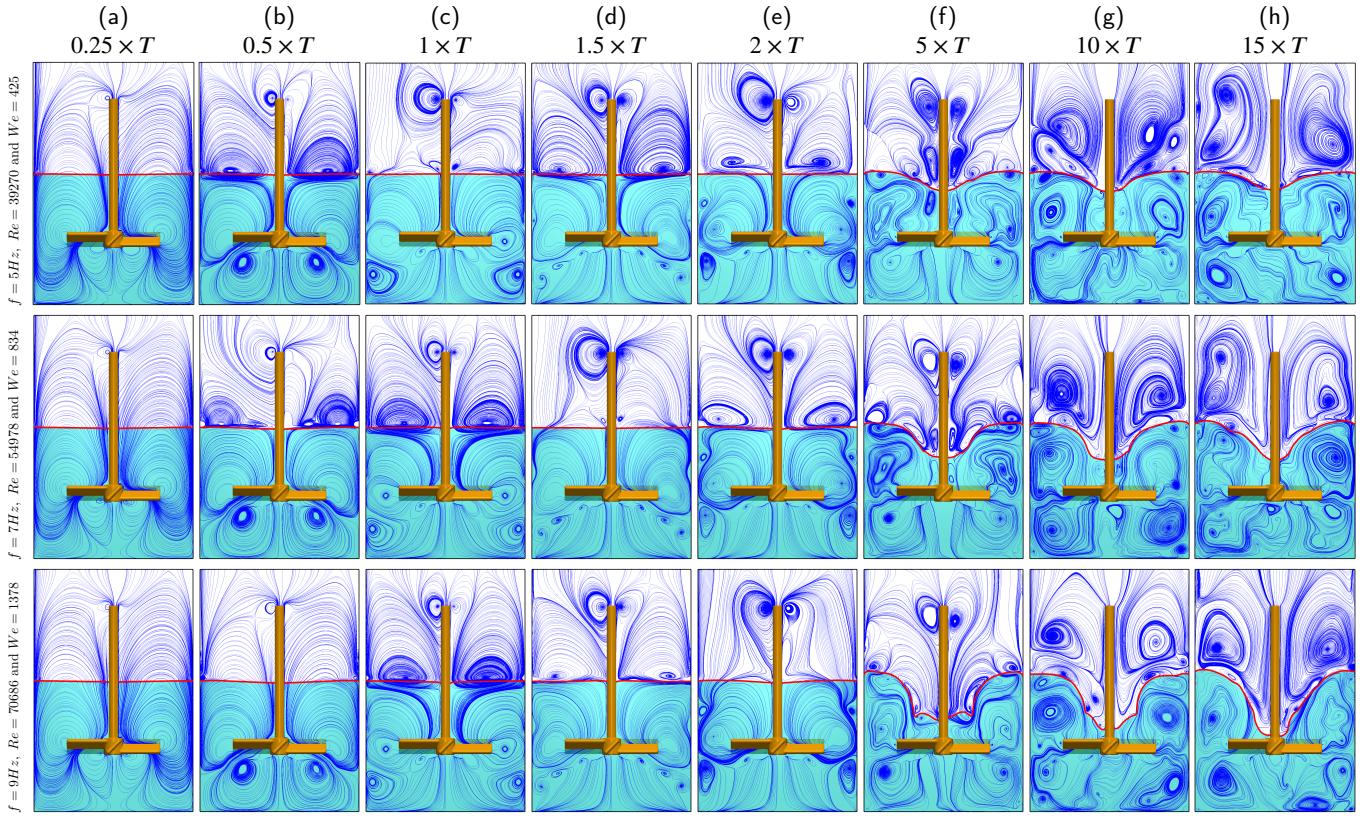 (a) (b) (c) (d) (e) (f) (g) (h)
0.25 × T 0.5 × T 1 × T 1.5 × T 2 × T 5 × T 10 × T 15 × T
f = 5Hz, Re = 39270 and We = 425
f = 7Hz, Re = 54978 and We = 834
f = 9Hz, Re = 70686 and We = 1378